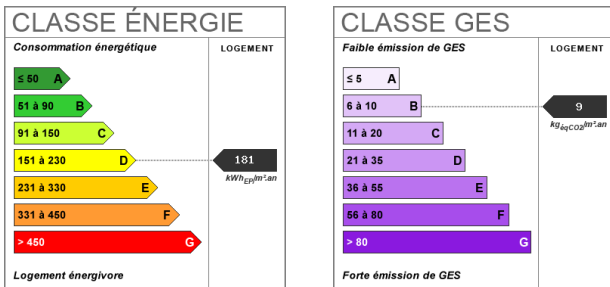 CLASSE ÉNERGIE
Consommation énergétique
LOGEMENT
≤ 50 A
51 à 90 B
91 à 150 C
151 à 230 D
181
kWhEP/m².an
231 à 330 E
331 à 450 F
> 450 G
Logement énergivore
CLASSE GES
Faible émission de GES
LOGEMENT
≤ 5 A
6 à 10 B
9
kgéqCO2/m².an
11 à 20 C
21 à 35 D
36 à 55 E
56 à 80 F
> 80 G
Forte émission de GES